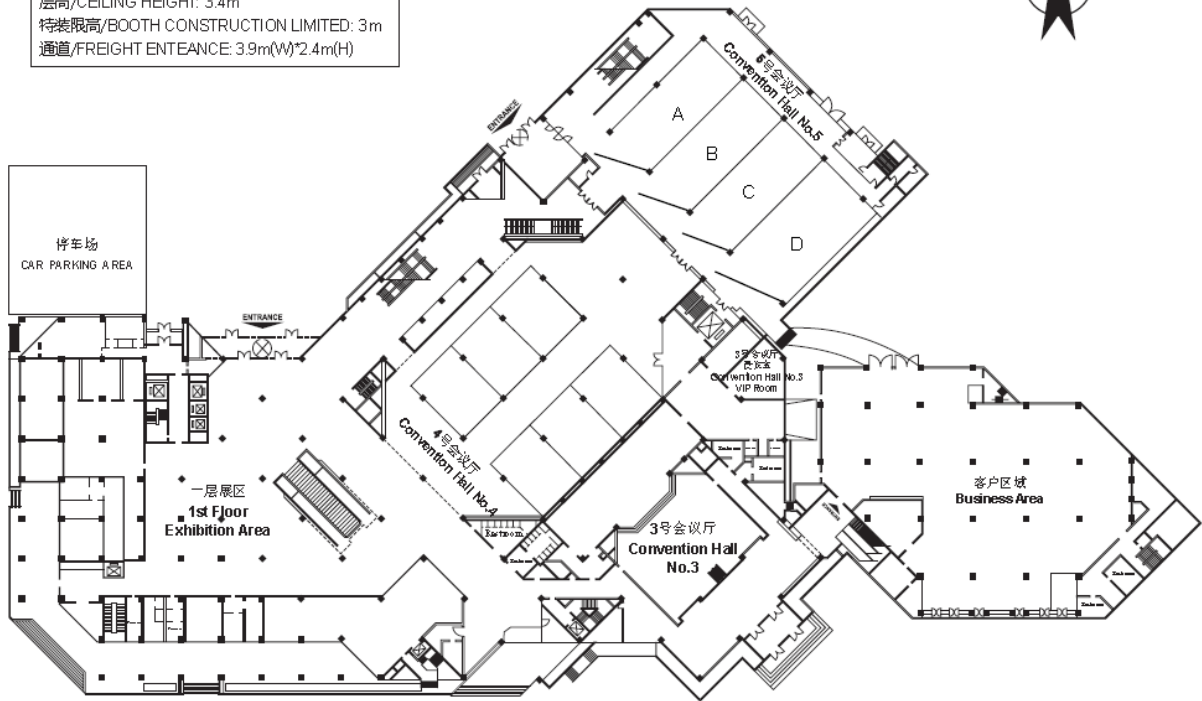 层高/CEILING HEIGHT: 3.4m
特装限高/BOOTH CONSTRUCTION LIMITED: 3m
通道/FREIGHT ENTEANCE: 3.9m(W)*2.4m(H)
5号会议厅
Convention Hall No.5
ENTRANCE
A
B
C
D
停车场
CAR PARKING AREA
ENTRANCE
3号会议厅
贵宾室
Convention Hall No.3
VIP Room
4号会议厅
Convention Hall No.4
一层展区
1st Floor
Exhibition Area
客户区域
Business Area
3号会议厅
Convention Hall
No.3
Restroom